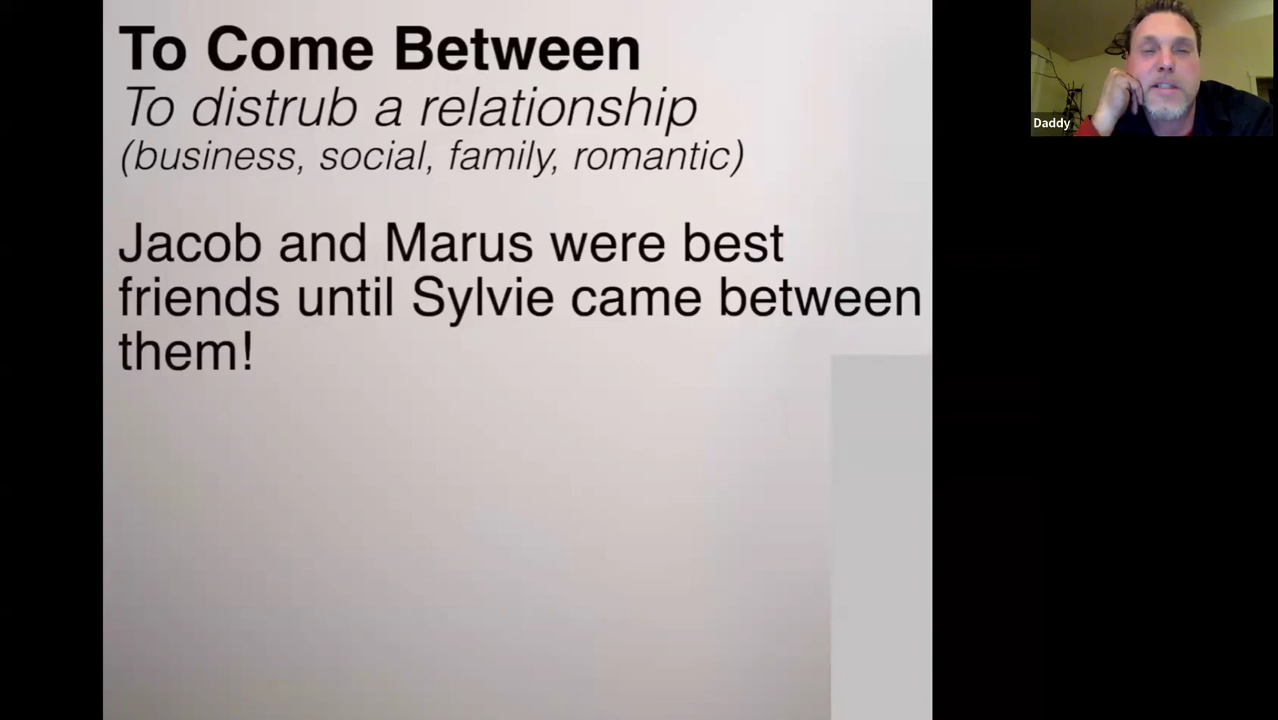 To Come Between
To distrub a relationship
(business, social, family, romantic)
Jacob and Marus were best
friends until Sylvie came between
them!
Daddy